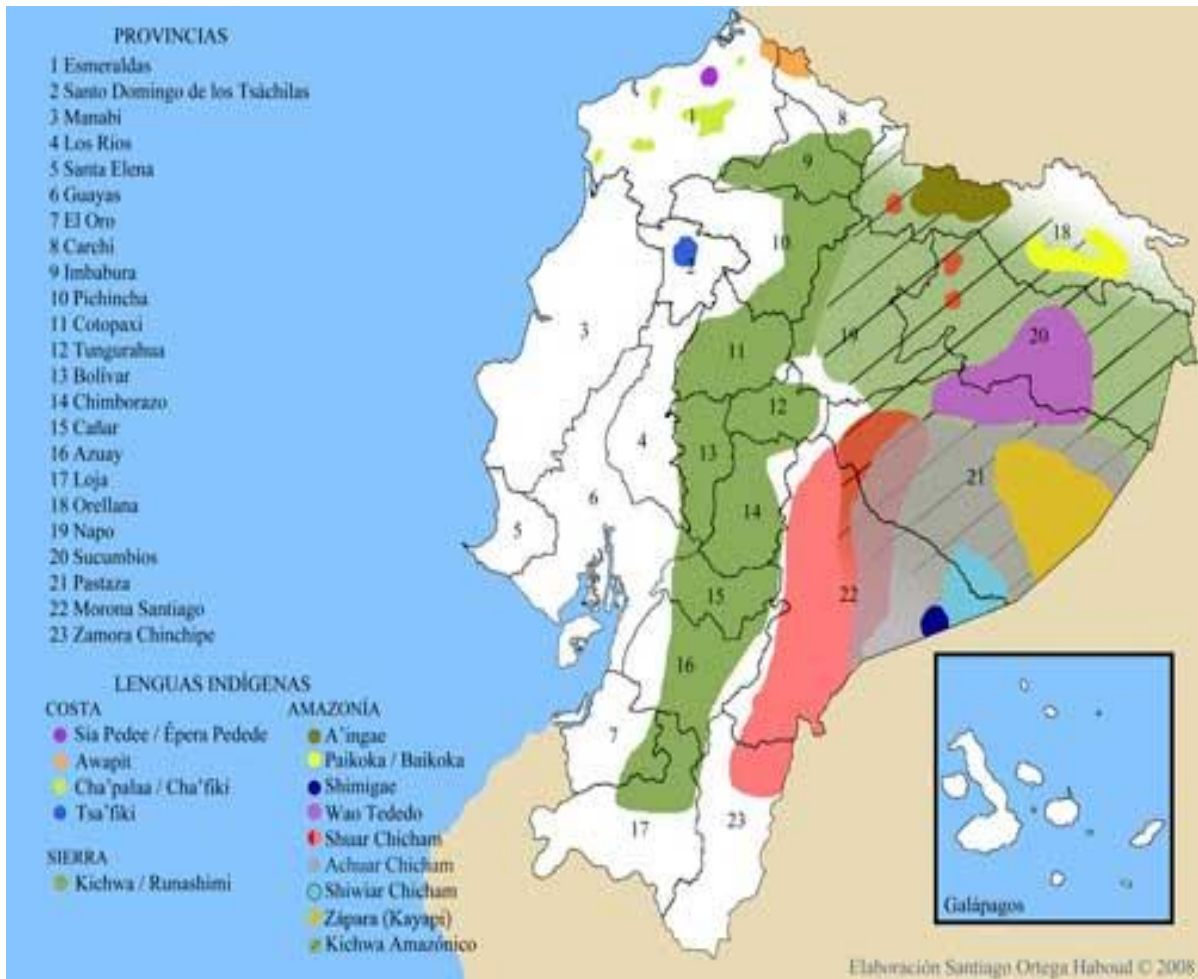 PROVINCIAS
1 Esmeraldas
2 Santo Domingo de los Tsáchilas
3 Manabi
4 Los Rios
5 Santa Elena
6 Guayas
7 El Oro
8 Carchi
9 Imbabura
10 Pichincha
11 Cotopaxi
12 Tungurahua
13 Bolívar
14 Chimborazo
15 Cañar
16 Azuay
17 Loja
18 Orellana
19 Napo
20 Sucumbios
21 Pastaza
22 Morona Santiago
23 Zamora Chinchipe
LENGUAS INDÍGENAS
COSTA
Sia Pedee / Êpera Pedede
Awapit
Cha'palaa / Cha'fiki
Tsa'fiki
SIERRA
Kichwa / Runashimi
AMAZONÍA
A'ingae
Paikoka / Baikoka
Shimigae
Wao Tededo
Shuar Chicham
Achuar Chicham
Shiwiar Chicham
Zápara (Kayapi)
Kichwa Amazónico
1
8
9
10
18
2
3
19
20
11
12
4
13
21
6
5
14
22
15
16
7
17
23
Galápagos
Elaboración Santiago Ortega Haboud © 2008